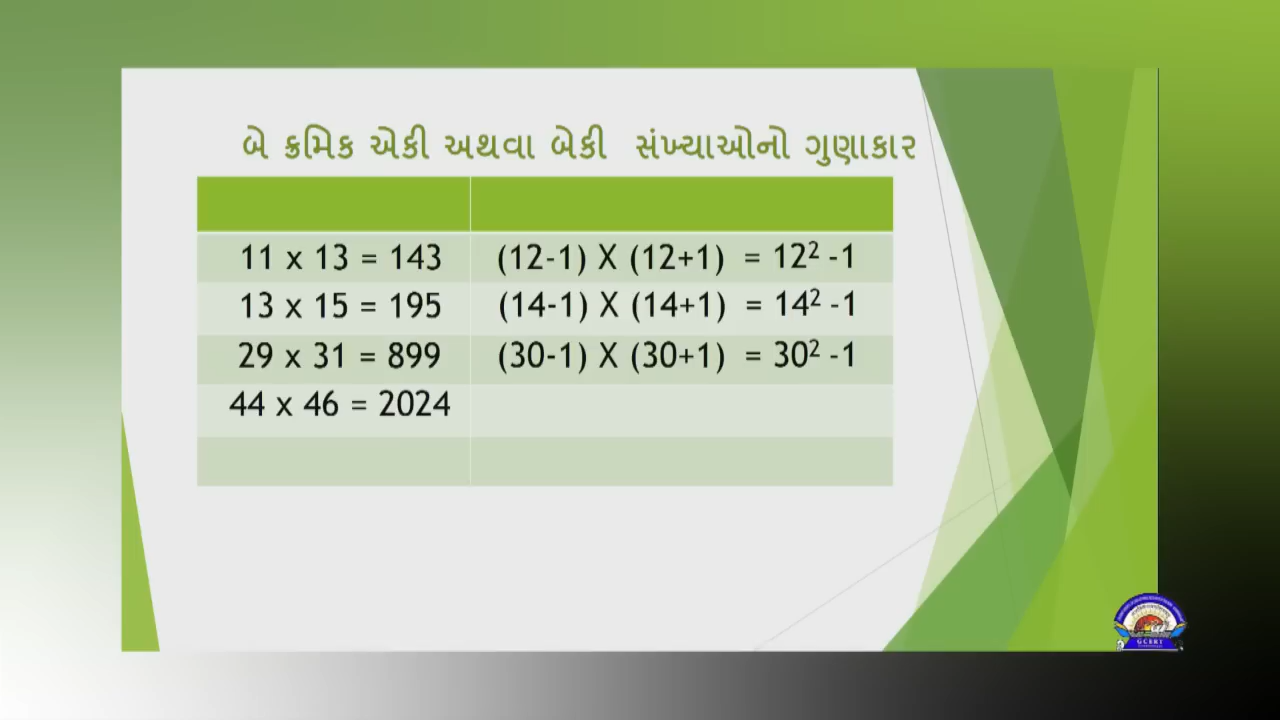 બે ક્રમિક એકી અથવા બેકી સંખ્યાઓનો ગુણાકાર
11 x 13 = 143 (12-1) X (12+1) = 12² -1
13 x 15 = 195 (14-1) X (14+1) = 14² -1
29 x 31 = 899 (30-1) X (30+1) = 30² -1
44 x 46 = 2024
GCERT